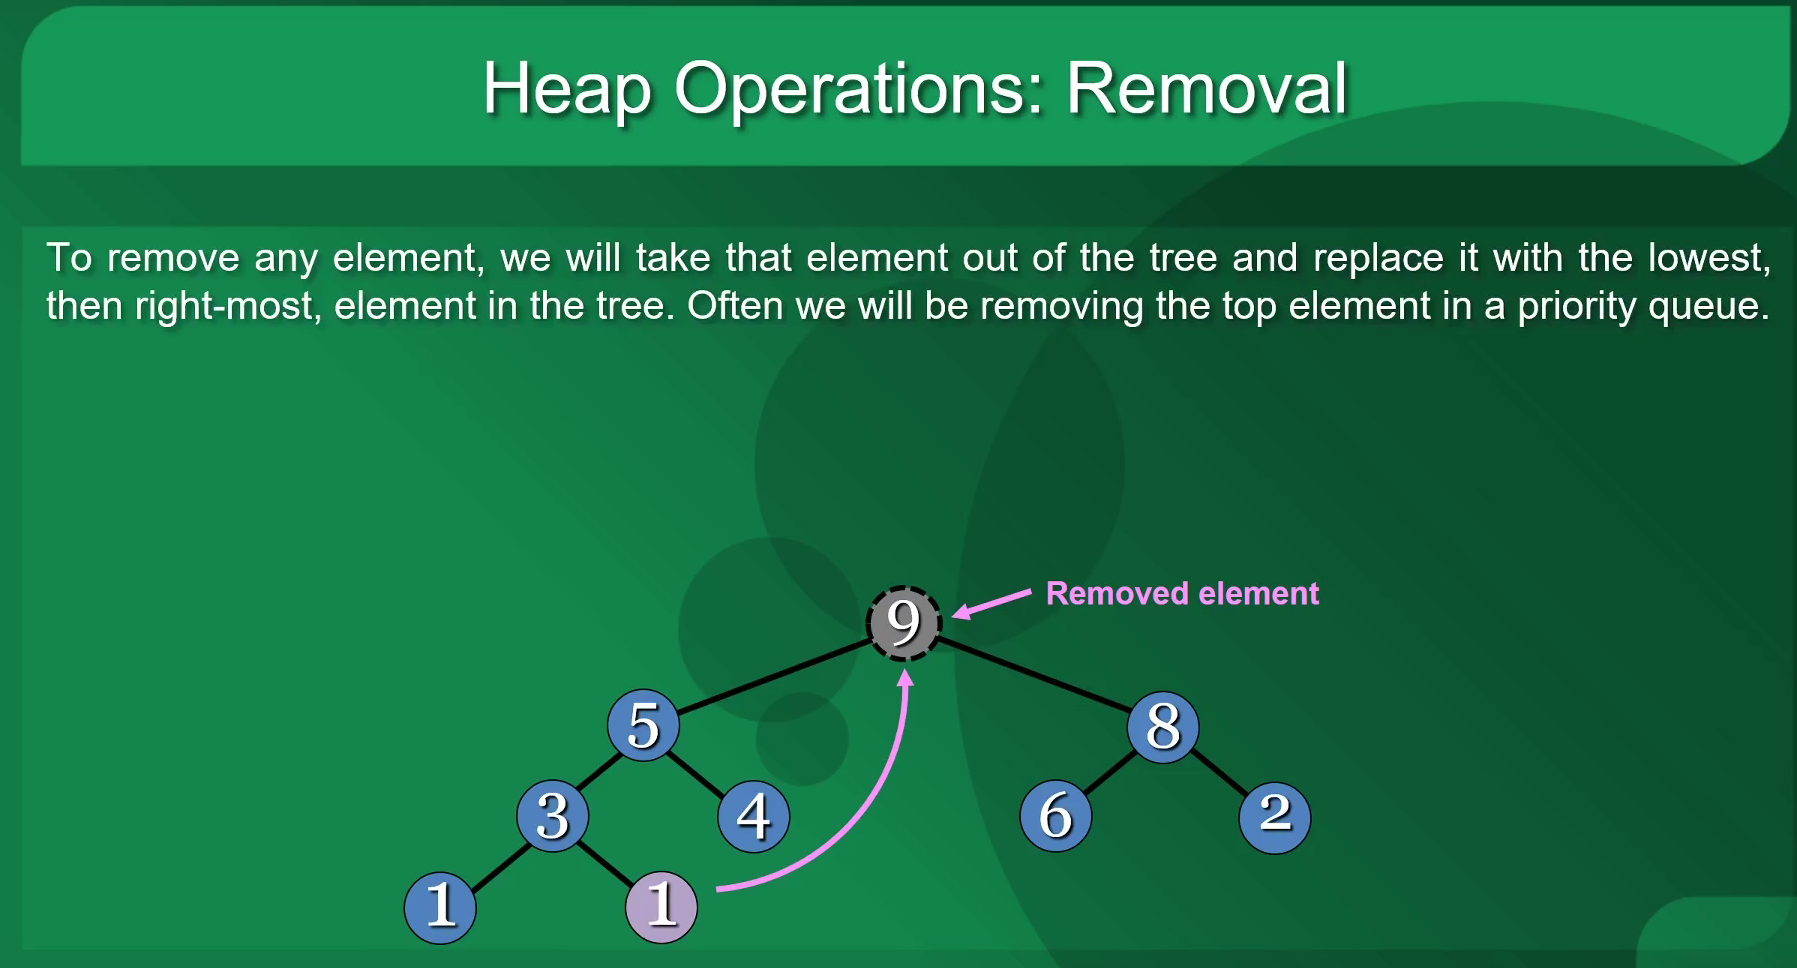 Heap Operations: Removal
To remove any element, we will take that element out of the tree and replace it with the lowest,
then right-most, element in the tree. Often we will be removing the top element in a priority queue.
Removed element
9
5
8
3
4
6
2
1
1